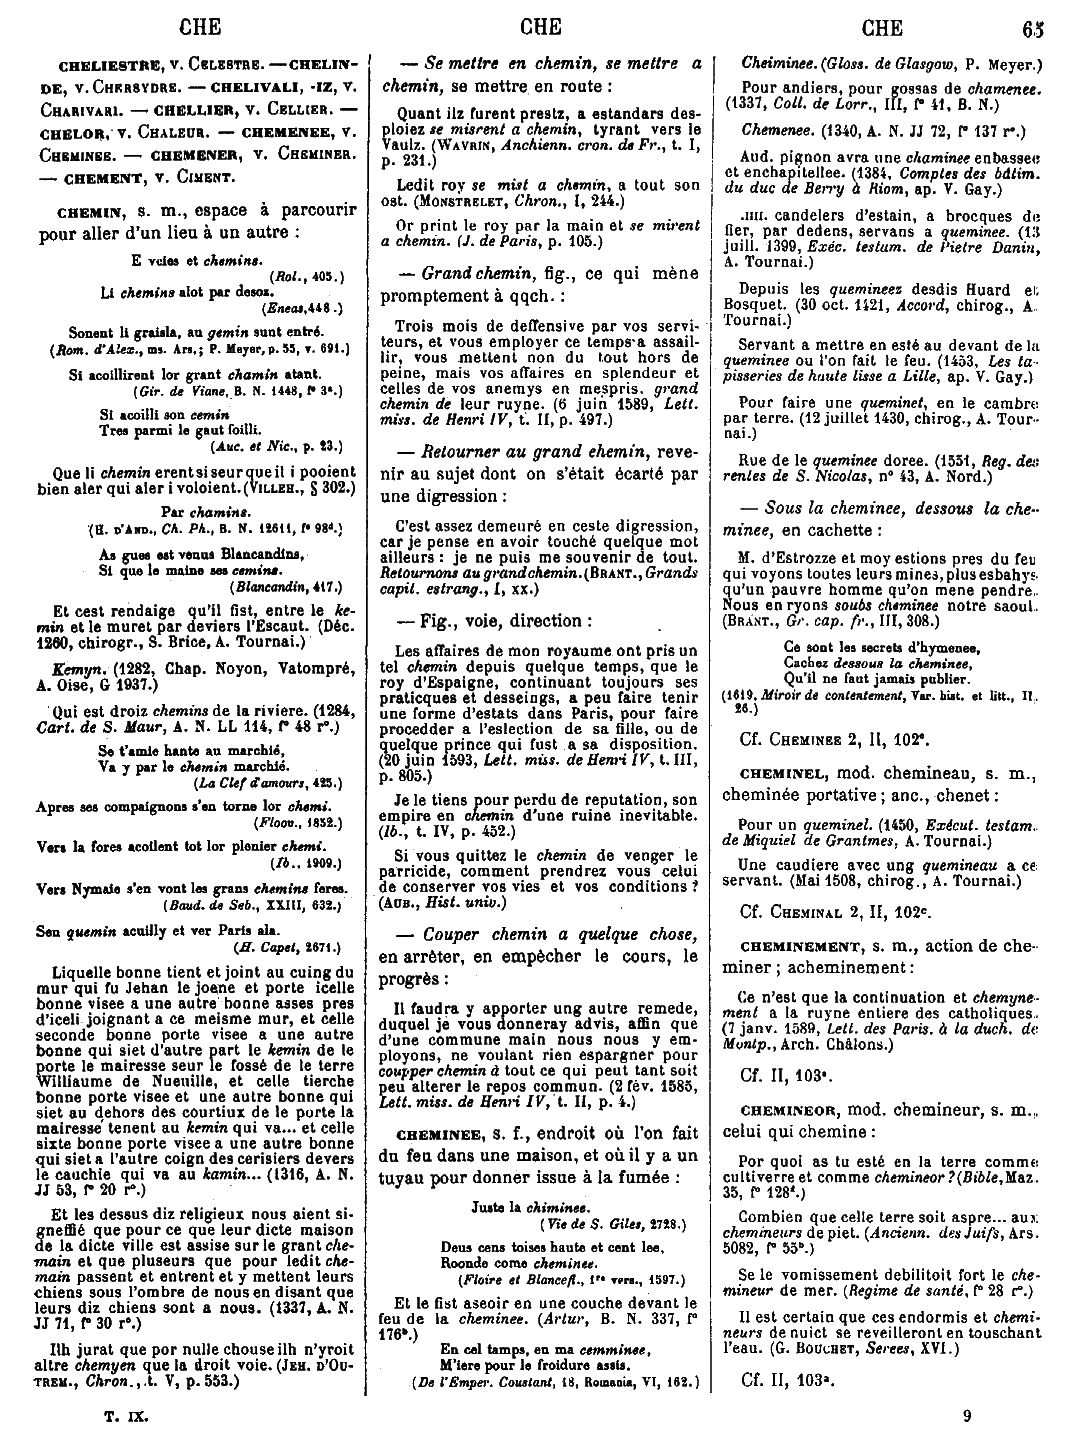 CHE
CHE
CHE
65
CHELIESTRE, V. CELESTRE. — CHELIN-
DE, V. CHERSYDRE. — CHELIVALI, -IZ, V.
CHARIVARI. — CHELLIER, V. CELLIER. —
CHELOR, V. CHALEUR. — CHEMENEE, V.
CHEMINEE. — CHEMENER, V. CHEMINER.
— CHEMENT, V. CIMENT.
CHEMIN, s. m., espace à parcourir
pour aller d'un lieu à un autre :
E veies et chemins.
(Rol., 405.)
Li chemins alot par desoz.
(Eneas, 448.)
Sonent li graisla, au gemin sunt entré.
(Rom. d'Alex., ms. Ars.; P. Meyer, p. 55, v. 691.)
Si acoillirent lor grant chamin atant.
(Gir. de Viane, B. N. 1448, f° 3ª.)
Si acoilli son cemin
Tres parmi le gaut foilli.
(Auc. et Nic., p. 23.)
Que li chemin erent si seur que il i pooient
bien aler qui aler i voloient. (VILLEH., § 302.)
Par chamins.
(H. D'AND., CA. PA., B. N. 12611, f° 98ᵈ.)
As gues est venus Blancandins,
Si que le maine ses cemins.
(Blancandin, 417.)
Et cest rendaige qu'il fist, entre le ke-
min et le muret par deviers l'Escaut. (Déc.
1260, chirogr., S. Brice, A. Tournai.)
Kemyn. (1282, Chap. Noyon, Vatompré,
A. Oise, G 1937.)
Qui est droiz chemins de la riviere. (1284,
Cart. de S. Maur, A. N. LL 114, f° 48 r°.)
Se t'amie hante au marchié,
Va y par le chemin marchié.
(La Clef d'amours, 425.)
Apres ses compaignons s'en torne lor chemi.
(Floov., 1852.)
Vers la fores acoilent tot lor plenier chemi.
(Ib., 1909.)
Vers Nymaie s'en vont les grans chemins feres.
(Baud. de Seb., XXIII, 632.)
Sen quemin acuilly et ver Paris ala.
(H. Capet, 2671.)
Liquelle bonne tient et joint au cuing du
mur qui fu Jehan le joene et porte icelle
bonne visee a une autre bonne asses pres
d'iceli joignant a ce meisme mur, et celle
seconde bonne porte visee a une autre
bonne qui siet d'autre part le kemin de le
porte le mairesse seur le fossé de le terre
Williaume de Nuenille, et celle tierche
bonne porte visee et une autre bonne qui
siet au dehors des courtiux de le porte la
mairesse tenent au kemin qui va... et celle
sixte bonne porte visee a une autre bonne
qui siet a l'autre coign des cerisiers devers
le cauchie qui va au kamin... (1316, A. N.
JJ 53, f° 20 r°.)
Et les dessus diz religieux nous aient si-
gneffié que pour ce que leur dicte maison
de la dicte ville est assise sur le grant che-
main et que pluseurs que pour ledit che-
main passent et entrent et y mettent leurs
chiens sous l'ombre de nous en disant que
leurs diz chiens sont a nous. (1337, A. N.
JJ 71, f° 30 r°.)
Ilh jurat que por nulle chouse ilh n'yroit
altre chemyen que la droit voie. (JEH. D'OU-
TREM., Chron., t. V, p. 553.)
T. IX.
— Se mettre en chemin, se mettre a
chemin, se mettre en route :
Quant ilz furent prestz, a estandars des-
ploiez se misrent a chemin, tyrant vers le
Vaulz. (WAVRIN, Anchienn. cron. de Fr., t. I,
p. 231.)
Ledit roy se mist a chemin, a tout son
ost. (MONSTRELET, Chron., I, 244.)
Or print le roy par la main et se mirent
a chemin. (J. de Paris, p. 105.)
— Grand chemin, fig., ce qui mène
promptement à qqch. :
Trois mois de deffensive par vos servi-
teurs, et vous employer ce temps a assail-
lir, vous mettent non du tout hors de
peine, mais vos affaires en splendeur et
celles de vos anemys en mespris. grand
chemin de leur ruyne. (6 juin 1589, Lett.
miss. de Henri IV, t. II, p. 497.)
— Retourner au grand chemin, reve-
nir au sujet dont on s'était écarté par
une digression :
C'est assez demeuré en ceste digression,
car je pense en avoir touché quelque mot
ailleurs : je ne puis me souvenir de tout.
Retournons au grand chemin. (BRANT., Grands
capit. estrang., I, XX.)
— Fig., voie, direction :
Les affaires de mon royaume ont pris un
tel chemin depuis quelque temps, que le
roy d'Espaigne, continuant toujours ses
praticques et desseings, a peu faire tenir
une forme d'estats dans Paris, pour faire
procedder a l'eslection de sa fille, ou de
quelque prince qui fust a sa disposition.
(20 juin 1593, Lett. miss. de Henri IV, t. III,
p. 805.)
Je le tiens pour perdu de reputation, son
empire en chemin d'une ruine inevitable.
(Ib., t. IV, p. 452.)
Si vous quittez le chemin de venger le
parricide, comment prendrez vous celui
de conserver vos vies et vos conditions ?
(AUB., Hist. univ.)
— Couper chemin a quelque chose,
en arrêter, en empêcher le cours, le
progrès :
Il faudra y apporter ung autre remede,
duquel je vous donneray advis, affin que
d'une commune main nous nous y em-
ployons, ne voulant rien espargner pour
coupper chemin à tout ce qui peut tant soit
peu alterer le repos commun. (2 fév. 1585,
Lett. miss. de Henri IV, t. II, p. 4.)
CHEMINEE, s. f., endroit où l'on fait
du feu dans une maison, et où il y a un
tuyau pour donner issue à la fumée :
Juste la chiminee.
(Vie de S. Giles, 2728.)
Deus cens toises haute et cent lee,
Roonde come cheminee.
(Floire et Blancefl., 1ʳᵉ vers., 1597.)
Et le fist aseoir en une couche devant le
feu de la cheminee. (Artur, B. N. 337, f°
176ᵇ.)
En cel tamps, en ma cemminee,
M'iere pour le froidure assis.
(De l'Emper. Coustant, 18, Romania, VI, 162.)
Cheiminee. (Gloss. de Glasgow, P. Meyer.)
Pour andiers, pour gossas de chamenee.
(1337, Coll. de Lorr., III, f° 41, B. N.)
Chemenee. (1340, A. N. JJ 72, f° 137 r°.)
Aud. pignon avra une chaminee enbassee
et enchapitellee. (1384, Comptes des bâtim.
du duc de Berry à Riom, ap. V. Gay.)
.IIII. candelers d'estain, a brocques de
fier, par dedens, servans a queminee. (13
juill. 1399, Exéc. testam. de Pietre Danin,
A. Tournai.)
Depuis les quemineez desdis Huard et
Bosquet. (30 oct. 1421, Accord, chirog., A.
Tournai.)
Servant a mettre en esté au devant de la
queminee ou l'on fait le feu. (1453, Les ta-
pisseries de haute lisse a Lille, ap. V. Gay.)
Pour faire une queminet, en le cambre
par terre. (12 juillet 1430, chirog., A. Tour-
nai.)
Rue de le queminee doree. (1551, Reg. des
rentes de S. Nicolas, n° 43, A. Nord.)
— Sous la cheminee, dessous la che-
minee, en cachette :
M. d'Estrozze et moy estions pres du feu
qui voyons toutes leurs mines, plus esbahys
qu'un pauvre homme qu'on mene pendre.
Nous en ryons soubs cheminee notre saoul.
(BRANT., Gr. cap. fr., III, 308.)
Ce sont les secrets d'hymenee,
Cachez dessous la cheminee,
Qu'il ne faut jamais publier.
(1619, Miroir de contentement, Var. hist. et litt., II,
26.)
Cf. CHEMINEE 2, II, 102ᶜ.
CHEMINEL, mod. chemineau, s. m.,
cheminée portative ; anc., chenet :
Pour un queminel. (1450, Exécut. testam.
de Miquiel de Grantmes, A. Tournai.)
Une caudiere avec ung quemineau a ce
servant. (Mai 1508, chirog., A. Tournai.)
Cf. CHEMINAL 2, II, 102ᶜ.
CHEMINEMENT, s. m., action de che-
miner ; acheminement :
Ce n'est que la continuation et chemyne-
ment a la ruyne entiere des catholiques.
(7 janv. 1589, Lett. des Paris. à la duch. de
Montp., Arch. Châlons.)
Cf. II, 103ª.
CHEMINEOR, mod. chemineur, s. m.,
celui qui chemine :
Por quoi as tu esté en la terre comme
cultiverre et comme chemineor ? (Bible, Maz.
35, f° 128ᵈ.)
Combien que celle terre soit aspre... aux
chemineurs de piet. (Ancienn. des Juifs, Ars.
5082, f° 55ᵇ.)
Se le vomissement debilitoit fort le che-
mineur de mer. (Regime de santé, f° 28 r°.)
Il est certain que ces endormis et chemi-
neurs de nuict se reveilleront en touschant
l'eau. (G. BOUCHET, Serees, XVI.)
Cf. II, 103ª.
9